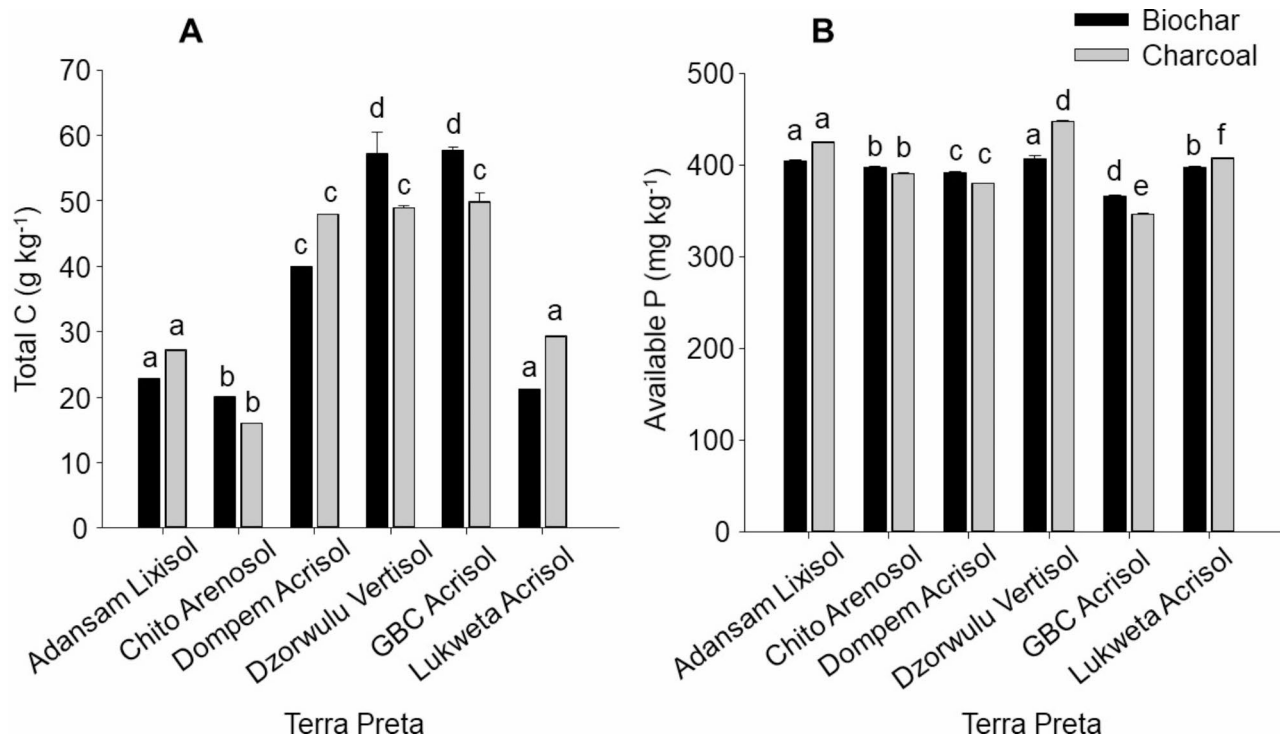 A
Total C (g kg⁻¹)
70
60
50
40
30
20
10
0
a a b b c c d c d c a a
Adansam Lixisol
Chito Arenosol
Dompem Acrisol
Dzorwulu Vertisol
GBC Acrisol
Lukweta Acrisol
Terra Preta
B
Biochar
Charcoal
Available P (mg kg⁻¹)
500
400
300
200
100
0
a a b b c c a d d e b f
Adansam Lixisol
Chito Arenosol
Dompem Acrisol
Dzorwulu Vertisol
GBC Acrisol
Lukweta Acrisol
Terra Preta